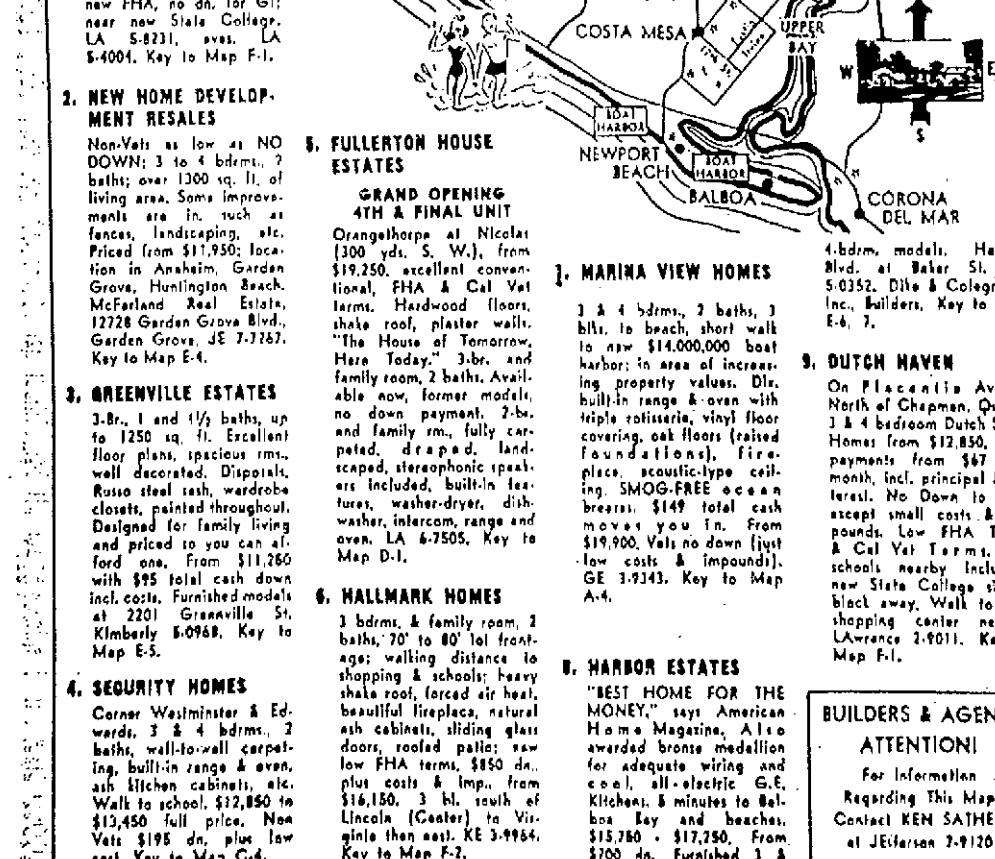 new FHA, no dn. for GI;
near new State College.
LA 5-8231, eves. LA
5-4004. Key to Map F-1.
2. NEW HOME DEVELOP-
MENT RESALES
Non-Vets as low as NO
DOWN; 3 to 4 bdrms., 2
baths; over 1300 sq. ft. of
living area. Some improve-
ments are in, such as
fences, landscaping, etc.
Priced from $11,950; loca-
tion in Anaheim, Garden
Grove, Huntington Beach.
McFarland Real Estate,
12728 Garden Grove Blvd.,
Garden Grove, JE 7-7767.
Key to Map E-4.
3. GREENVILLE ESTATES
3-Br., 1 and 1½ baths, up
to 1250 sq. ft. Excellent
floor plans, spacious rms.,
well decorated. Disposals,
Russo steel sash, wardrobe
closets, painted throughout.
Designed for family living
and priced so you can af-
ford one. From $11,260
with $95 total cash down
incl. costs. Furnished models
at 2201 Greenville St.
KImberly 5-0968. Key to
Map E-5.
4. SECURITY HOMES
Corner Westminster & Ed-
wards, 3 & 4 bdrms., 2
baths, wall-to-wall carpet-
ing, built-in range & oven,
ash kitchen cabinets, etc.
Walk to school, $12,850 to
$13,450 full price. Non
Vets $195 dn. plus low
cost. Key to Map C-4.
5. FULLERTON HOUSE
ESTATES
GRAND OPENING
4TH & FINAL UNIT
Orangethorpe at Nicolas
(300 yds. S. W.), from
$19,250. excellent conven-
tional, FHA & Cal Vet
terms. Hardwood floors,
shake roof, plaster walls.
"The House of Tomorrow,
Here Today." 3-br. and
family room, 2 baths. Avail-
able now, former models,
no down payment. 2-br.
and family rm., fully car-
peted, draped, land-
scaped, stereophonic speak-
ers included, built-in fea-
tures, washer-dryer, dish-
washer, intercom, range and
oven. LA 6-7505. Key to
Map D-1.
6. HALLMARK HOMES
3 bdrms. & family room, 2
baths, 70' to 80' lot front-
age; walking distance to
shopping & schools; heavy
shake roof, forced air heat,
beautiful fireplace, natural
ash cabinets, sliding glass
doors, roofed patio; new
low FHA terms, $850 dn.,
plus costs & imp., from
$16,150. 3 bl. south of
Lincoln (Center) to Vir-
ginia then east. KE 3-9964.
Key to Map F-2.
COSTA MESA
UPPER
BAY
W
E
S
BOAT
HARBOR
NEWPORT
BEACH
BOAT
HARBOR
BALBOA
CORONA
DEL MAR
7. MARINA VIEW HOMES
3 & 4 bdrms., 2 baths, 3
blks. to beach, short walk
to new $14,000,000 boat
harbor; in area of increas-
ing property values. Dlx.
built-in range & oven with
triple rotisserie, vinyl floor
covering, oak floors (raised
foundations), fire-
place, acoustic-type ceil-
ing. SMOG-FREE ocean
breezes. $149 total cash
moves you in. From
$19,900. Vets no down (just
low costs & impounds).
GE 3-9343. Key to Map
A-4.
8. HARBOR ESTATES
"BEST HOME FOR THE
MONEY," says American
Home Magazine. Also
awarded bronze medallion
for adequate wiring and
cool, all-electric G.E.
Kitchens. 5 minutes to Bal-
boa Bay and beaches.
$15,750 - $17,250. From
$700 dn. Furnished 3 &
4-bdrm. models. Ha
Blvd. at Baker St.
5-0352. Dike & Colegr
Inc., Builders, Key to
E-6, 7.
9. DUTCH HAVEN
On Placentia Av
North of Chapman,
3 & 4 bedroom Dutch
Homes from $12,850,
payments from $67
month, incl. principal
terest. No Down to
except small costs &
pounds. Low FHA T
& Cal Vet Terms.
schools nearby Inclu
new State College
block away. Walk to
shopping center ne
LAwrence 2-9011. Ke
Map F-1.
BUILDERS & AGEN
ATTENTION!
For Information
Regarding This Map
Contact KEN SATHE
at JEfferson 7-9120